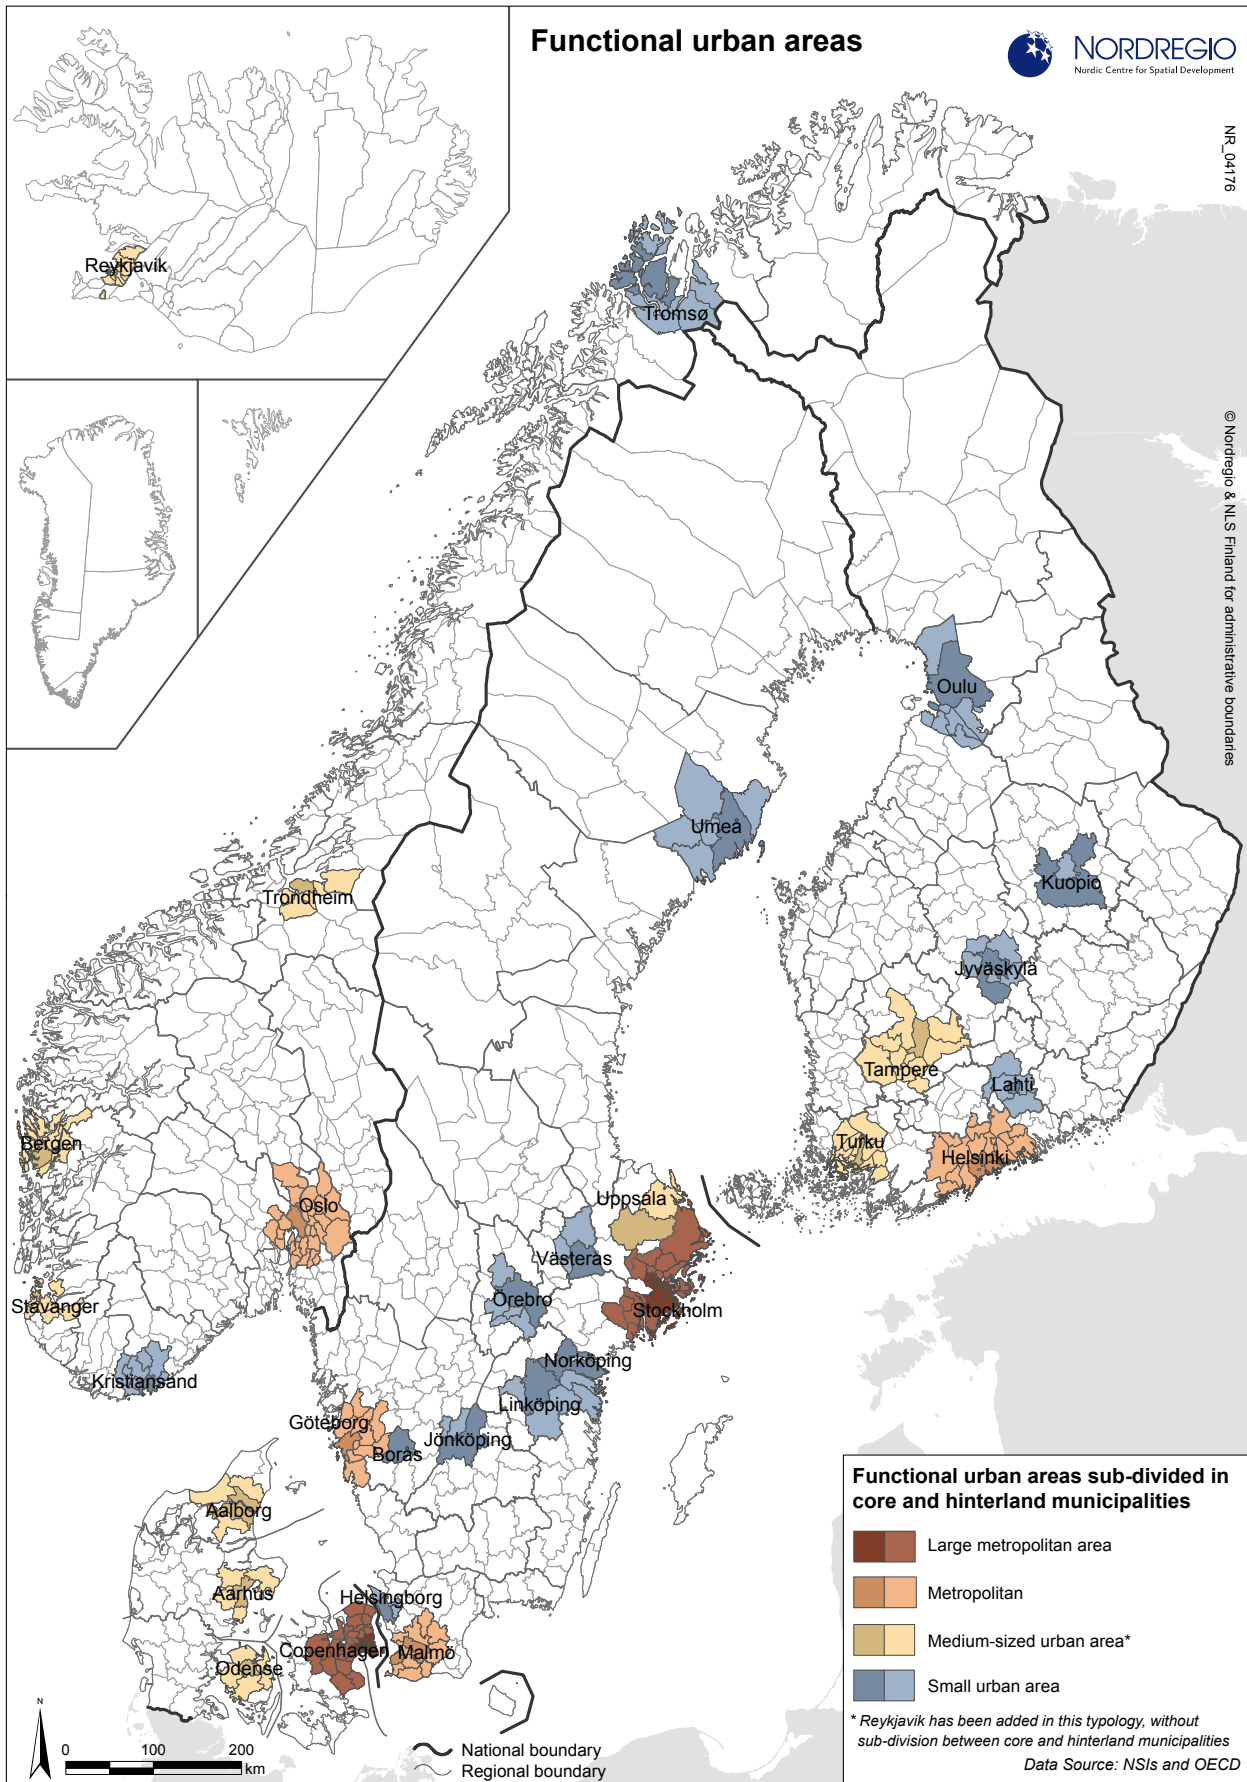 Functional urban areas
NORDREGIO
Nordic Centre for Spatial Development
NR_04176
© Nordregio & NLS Finland for administrative boundaries
Reykjavik
Tromsø
Oulu
Umeå
Kuopio
Trondheim
Jyväskylä
Tampere
Lahti
Bergen
Turku
Helsinki
Oslo
Uppsala
Västerås
Stavanger
Örebro
Stockholm
Norköping
Kristiansand
Linköping
Göteborg
Jönköping
Borås
Aalborg
Aarhus
Helsingborg
Copenhagen
Malmö
Odense
Functional urban areas sub-divided in
core and hinterland municipalities
Large metropolitan area
Metropolitan
Medium-sized urban area*
Small urban area
* Reykjavik has been added in this typology, without
sub-division between core and hinterland municipalities
Data Source: NSIs and OECD
N
0 100 200
km
National boundary
Regional boundary